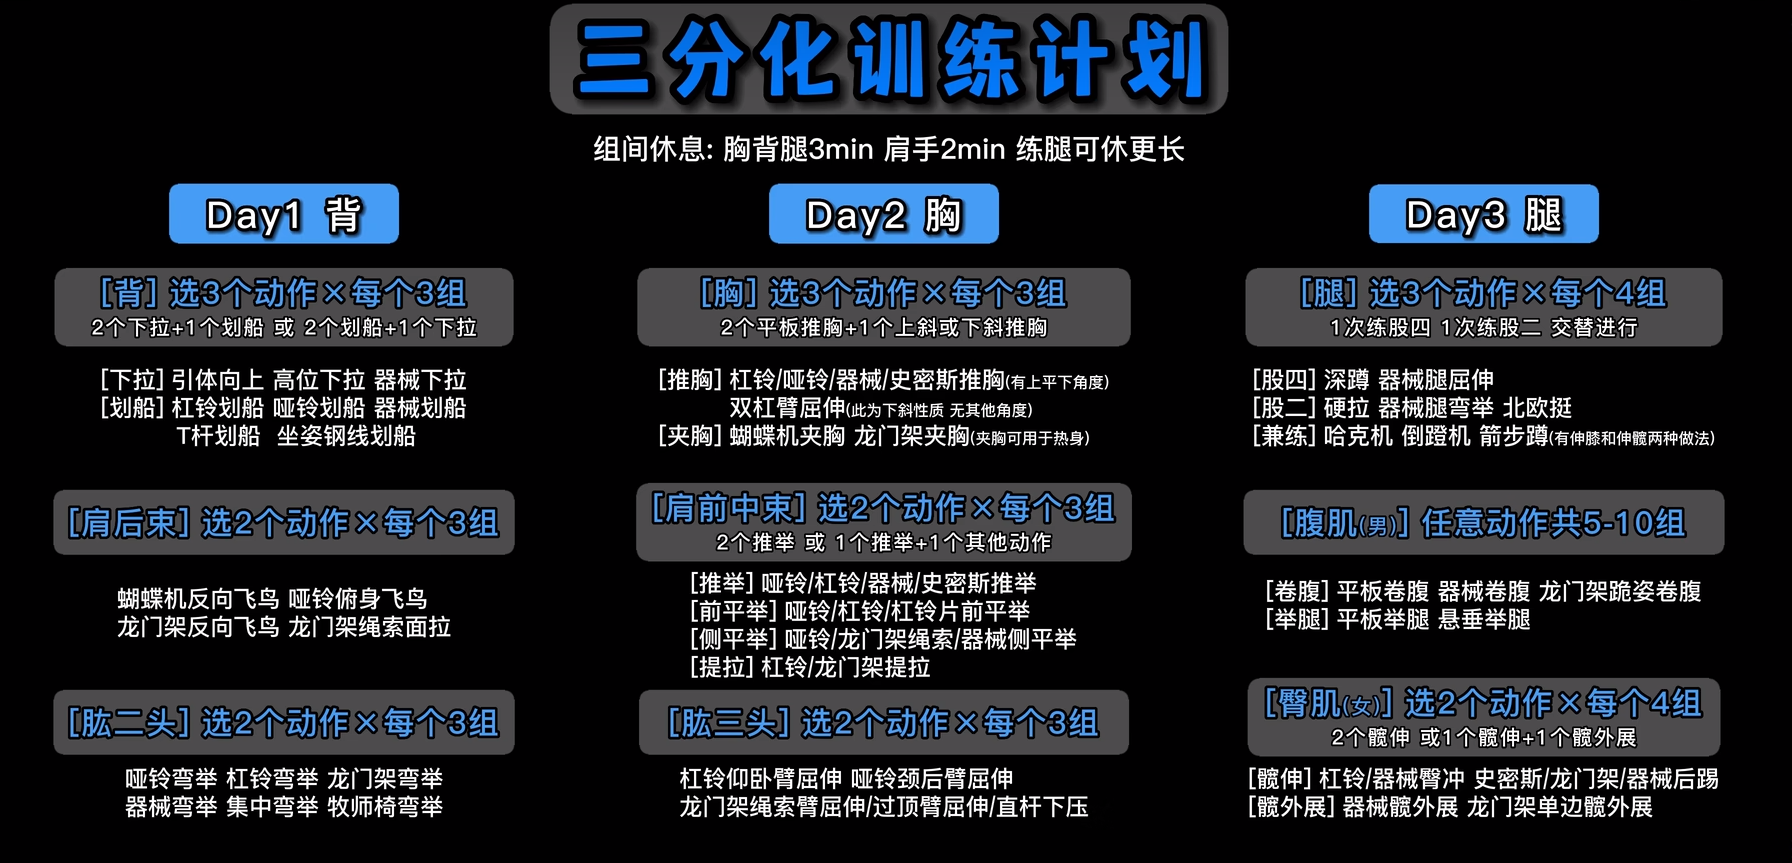 三分化训练计划
组间休息: 胸背腿3min 肩手2min 练腿可休更长
Day1 背
[背] 选3个动作×每个3组
2个下拉+1个划船 或 2个划船+1个下拉
[下拉] 引体向上 高位下拉 器械下拉
[划船] 杠铃划船 哑铃划船 器械划船
T杆划船 坐姿钢线划船
[肩后束] 选2个动作×每个3组
蝴蝶机反向飞鸟 哑铃俯身飞鸟
龙门架反向飞鸟 龙门架绳索面拉
[肱二头] 选2个动作×每个3组
哑铃弯举 杠铃弯举 龙门架弯举
器械弯举 集中弯举 牧师椅弯举
Day2 胸
[胸] 选3个动作×每个3组
2个平板推胸+1个上斜或下斜推胸
[推胸] 杠铃/哑铃/器械/史密斯推胸(有上平下角度)
双杠臂屈伸(此为下斜性质 无其他角度)
[夹胸] 蝴蝶机夹胸 龙门架夹胸(夹胸可用于热身)
[肩前中束] 选2个动作×每个3组
2个推举 或 1个推举+1个其他动作
[推举] 哑铃/杠铃/器械/史密斯推举
[前平举] 哑铃/杠铃/杠铃片前平举
[侧平举] 哑铃/龙门架绳索/器械侧平举
[提拉] 杠铃/龙门架提拉
[肱三头] 选2个动作×每个3组
杠铃仰卧臂屈伸 哑铃颈后臂屈伸
龙门架绳索臂屈伸/过顶臂屈伸/直杆下压
Day3 腿
[腿] 选3个动作×每个4组
1次练股四 1次练股二 交替进行
[股四] 深蹲 器械腿屈伸
[股二] 硬拉 器械腿弯举 北欧挺
[兼练] 哈克机 倒蹬机 箭步蹲(有伸膝和伸髋两种做法)
[腹肌(男)] 任意动作共5-10组
[卷腹] 平板卷腹 器械卷腹 龙门架跪姿卷腹
[举腿] 平板举腿 悬垂举腿
[臀肌(女)] 选2个动作×每个4组
2个髋伸 或1个髋伸+1个髋外展
[髋伸] 杠铃/器械臀冲 史密斯/龙门架/器械后踢
[髋外展] 器械髋外展 龙门架单边髋外展